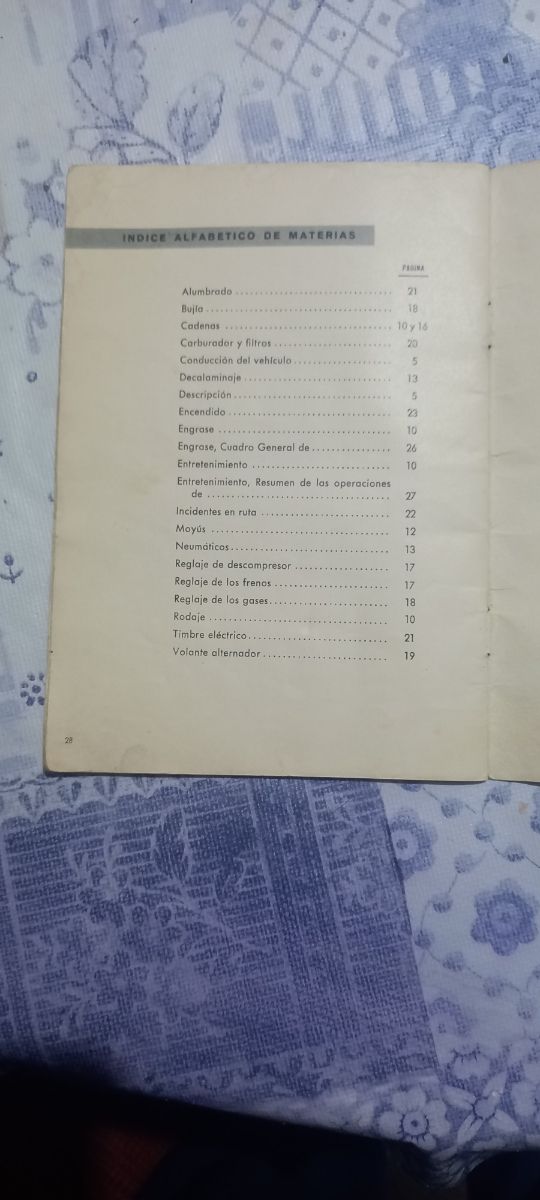 INDICE ALFABETICO DE MATERIAS
PAGINA
Alumbrado ................................ 21
Bujía ..................................... 18
Cadenas .................................. 10 y 16
Carburador y filtros ........................ 20
Conducción del vehículo .................... 5
Decalaminaje .............................. 13
Descripción ................................ 5
Encendido ................................. 23
Engrase ................................... 10
Engrase, Cuadro General de ................ 26
Entretenimiento ............................ 10
Entretenimiento, Resumen de las operaciones
de ..................................... 27
Incidentes en ruta .......................... 22
Moyús .................................... 12
Neumáticos ................................ 13
Reglaje de descompresor ................... 17
Reglaje de los frenos ....................... 17
Reglaje de los gases ........................ 18
Rodaje .................................... 10
Timbre eléctrico ............................ 21
Volante alternador .......................... 19
28